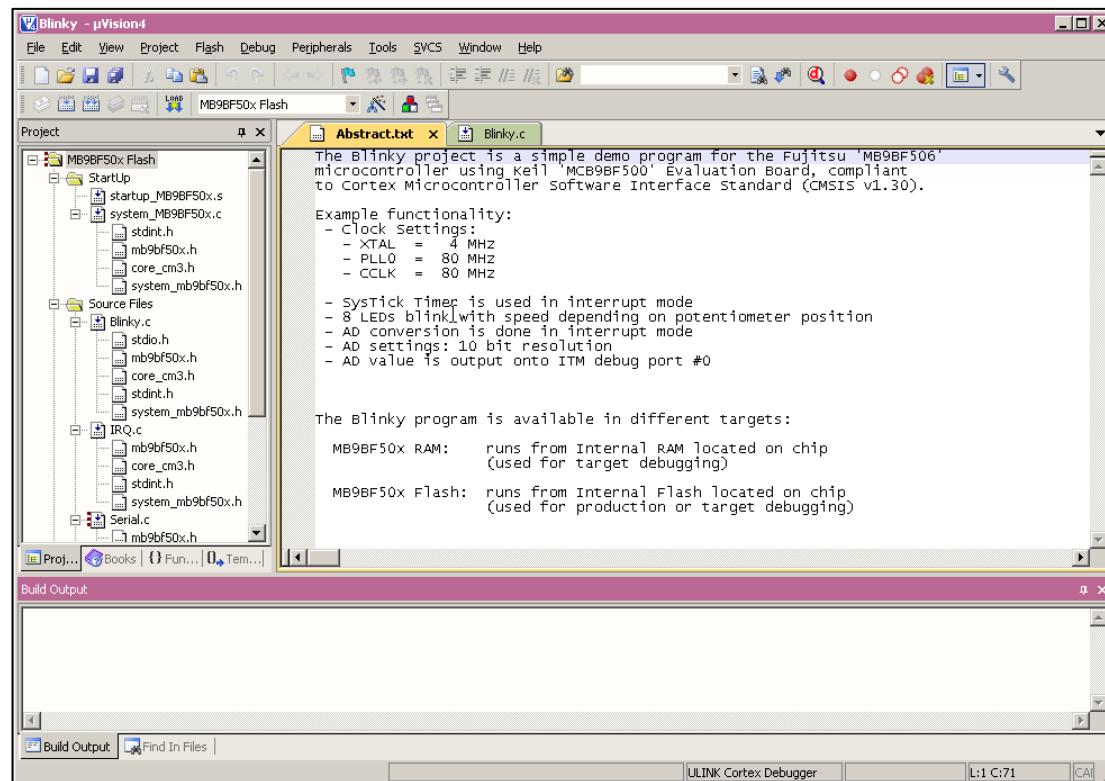 Blinky - µVision4
File Edit View Project Flash Debug Peripherals Tools SVCS Window Help
LOAD MB9BF50x Flash
Project
Abstract.txt Blinky.c
MB9BF50x Flash
StartUp
startup_MB9BF50x.s
system_MB9BF50x.c
stdint.h
mb9bf50x.h
core_cm3.h
system_mb9bf50x.h
Source Files
Blinky.c
stdio.h
mb9bf50x.h
core_cm3.h
stdint.h
system_mb9bf50x.h
IRQ.c
mb9bf50x.h
core_cm3.h
stdint.h
system_mb9bf50x.h
Serial.c
mb9bf50x.h
Proj... Books {} Fun... 0 Tem...
The Blinky project is a simple demo program for the Fujitsu 'MB9BF506'
microcontroller using Keil 'MCB9BF500' Evaluation Board, compliant
to Cortex Microcontroller Software Interface Standard (CMSIS v1.30).
Example functionality:
- Clock Settings:
- XTAL = 4 MHz
- PLL0 = 80 MHz
- CCLK = 80 MHz
- SysTick Timer is used in interrupt mode
- 8 LEDs blink with speed depending on potentiometer position
- AD conversion is done in interrupt mode
- AD settings: 10 bit resolution
- AD value is output onto ITM debug port #0
The Blinky program is available in different targets:
MB9BF50x RAM: runs from Internal RAM located on chip
(used for target debugging)
MB9BF50x Flash: runs from Internal Flash located on chip
(used for production or target debugging)
Build Output
Build Output Find In Files
ULINK Cortex Debugger L:1 C:71 CAI